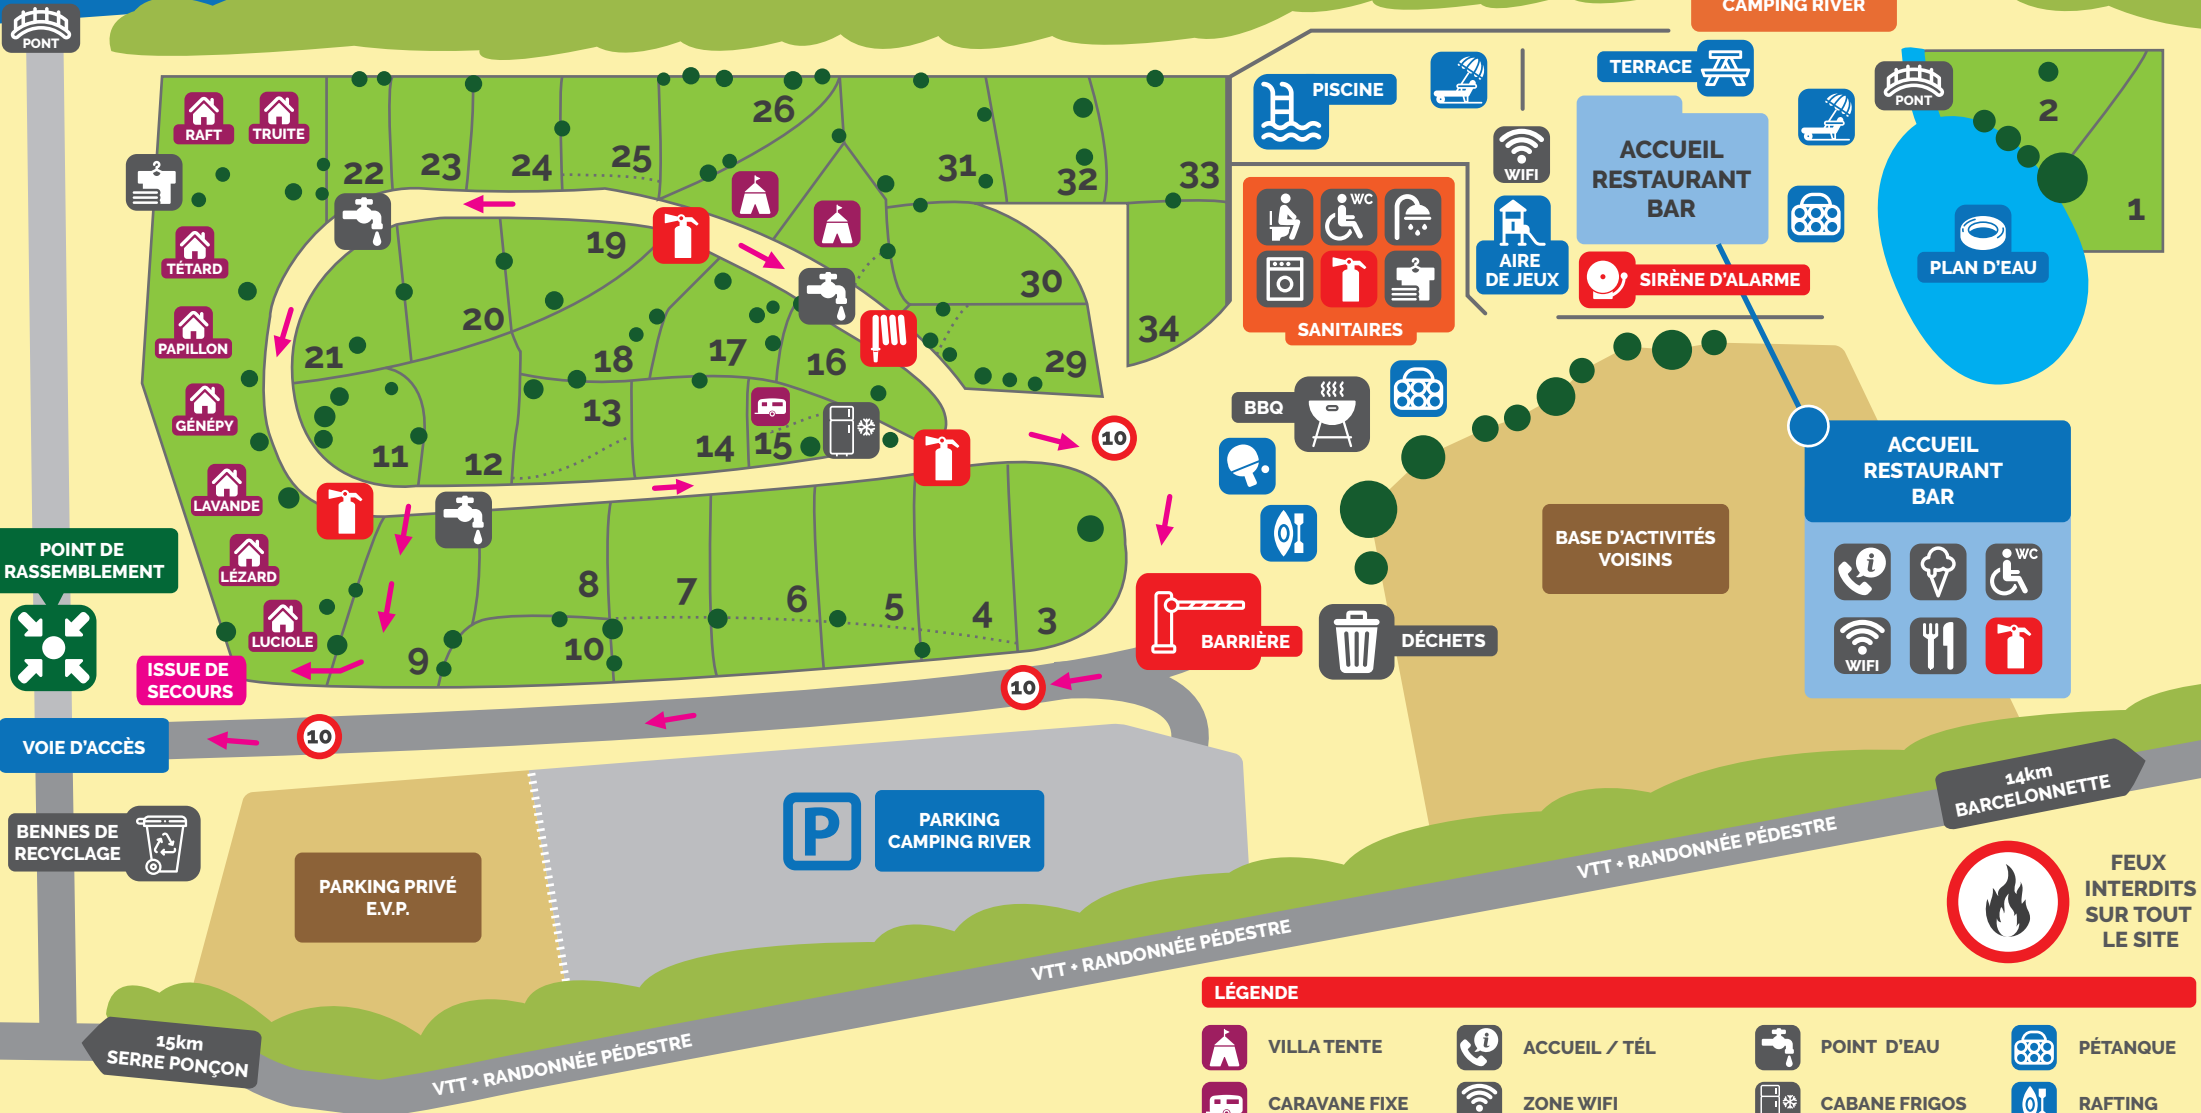 CAMPING RIVER
PONT
RAFT
TRUITE
TÉTARD
PAPILLON
GÉNÉPY
LAVANDE
LÉZARD
LUCIOLE
22
23
24
25
26
31
32
33
19
20
21
18
17
16
30
29
34
11
12
13
14
15
8
7
6
5
4
3
9
10
10
10
10
PISCINE
TERRACE
WIFI
ACCUEIL
RESTAURANT
BAR
AIRE
DE JEUX
SIRÈNE D'ALARME
WC
SANITAIRES
PONT
2
1
PLAN D'EAU
BBQ
BARRIÈRE
DÉCHETS
BASE D'ACTIVITÉS
VOISINS
ACCUEIL
RESTAURANT
BAR
WC
WIFI
POINT DE
RASSEMBLEMENT
ISSUE DE
SECOURS
VOIE D'ACCÈS
BENNES DE
RECYCLAGE
PARKING PRIVÉ
E.V.P.
P
PARKING
CAMPING RIVER
15km
SERRE PONÇON
VTT + RANDONNÉE PÉDESTRE
VTT + RANDONNÉE PÉDESTRE
VTT + RANDONNÉE PÉDESTRE
14km
BARCELONNETTE
FEUX
INTERDITS
SUR TOUT
LE SITE
LÉGENDE
VILLA TENTE
ACCUEIL / TÉL
POINT D'EAU
PÉTANQUE
CARAVANE FIXE
ZONE WIFI
CABANE FRIGOS
RAFTING